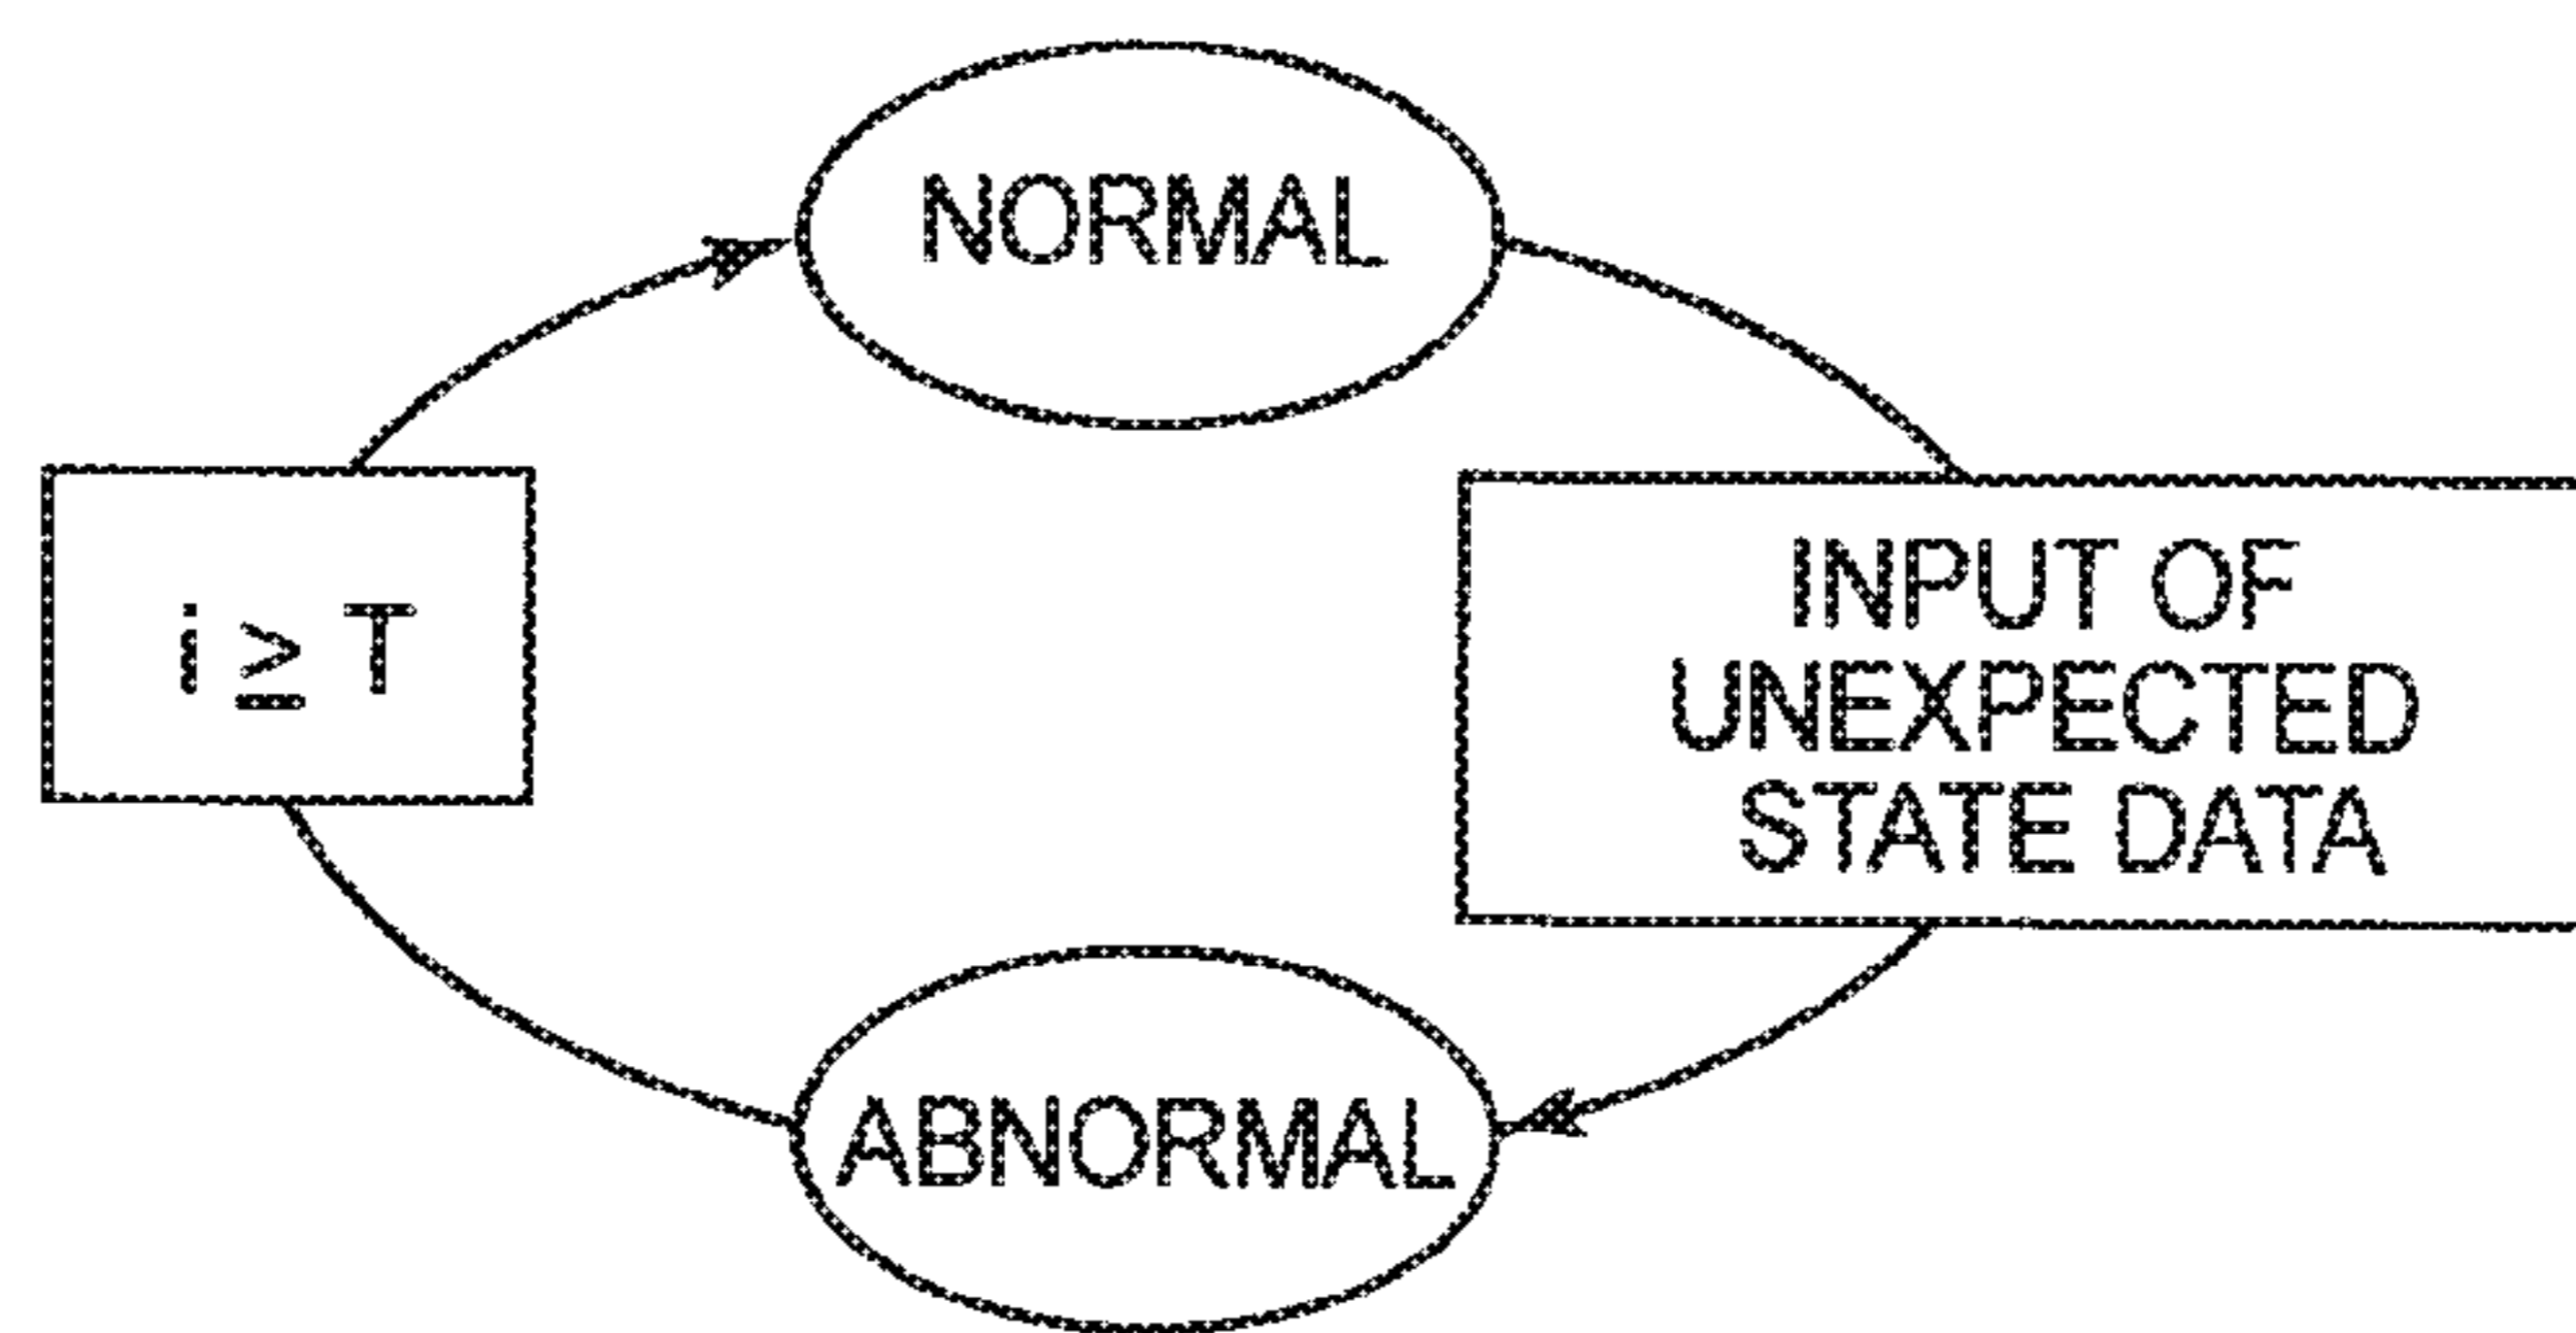 NORMAL
i ≥ T
INPUT OF
UNEXPECTED
STATE DATA
ABNORMAL